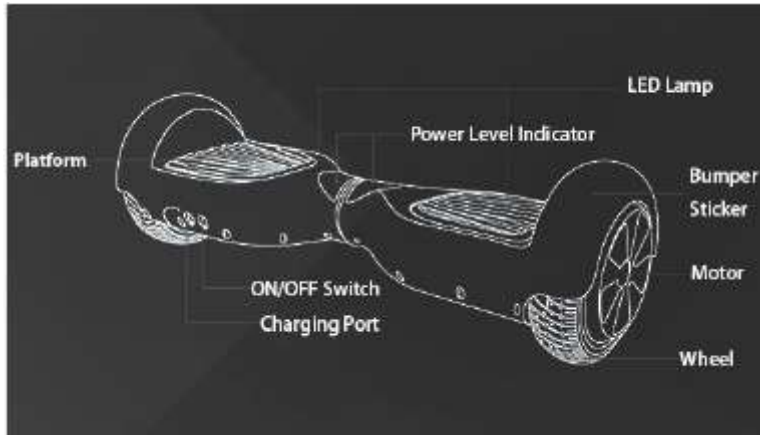 LED Lamp
Power Level Indicator
Platform
Bumper
Sticker
Motor
ON/OFF Switch
Charging Port
Wheel